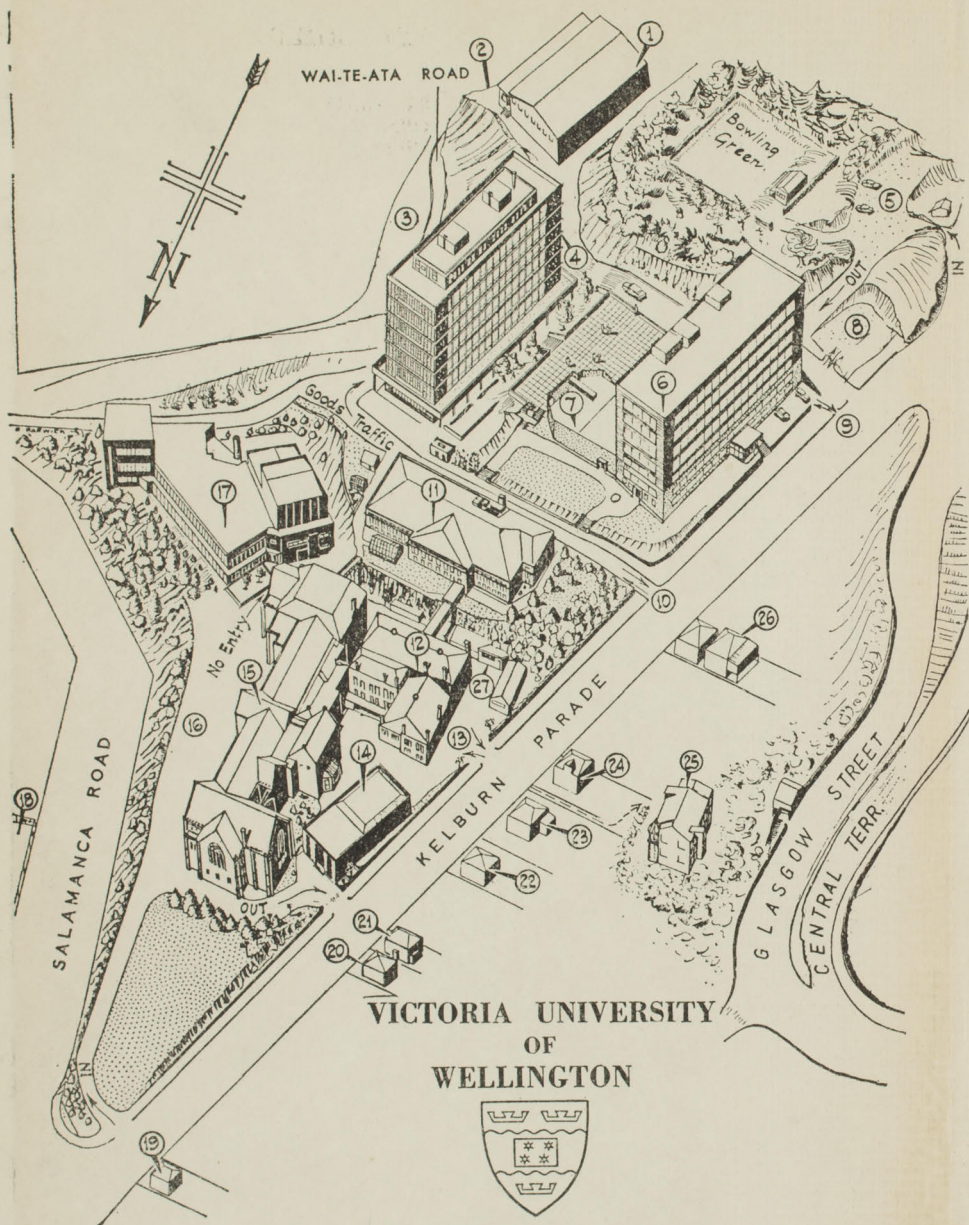 1
2
WAI-TE-ATA ROAD
Bowling
Green
3
5
4
IN
OUT
N
8
6
7
Goods
Traffic
9
17
11
10
No Entry
12
26
15
27
16
13
PARADE
14
24
25
STREET
18
KELBURN
23
CENTRAL TERR.
SALAMANCA ROAD
22
GLASGOW
OUT
21
20
VICTORIA UNIVERSITY
OF
WELLINGTON
IN
19